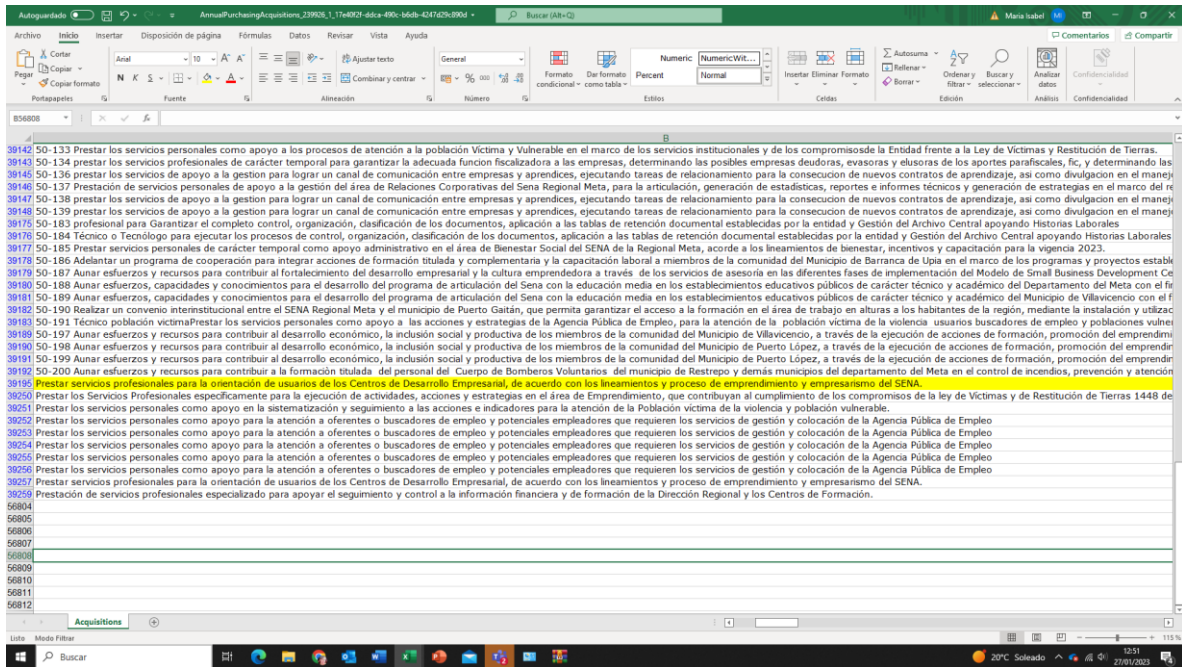 Autoguardado
AnnualPurchasingAcquisitions_239926_1_17e40f2f-ddca-490c-b6db-4247d29c890d
Buscar (Alt+Q)
Maria Isabel
MI
Archivo Inicio Insertar Disposición de página Fórmulas Datos Revisar Vista Ayuda
Comentarios Compartir
Pegar
Cortar
Copiar
Copiar formato
Portapapeles
Arial 10
N K S
Fuente
Ajustar texto
Combinar y centrar
Alineación
General
Número
Formato condicional
Dar formato como tabla
Numeric NumericWit...
Percent Normal
Estilos
Insertar Eliminar Formato
Celdas
Autosuma
Rellenar
Borrar
Ordenar y filtrar
Buscar y seleccionar
Edición
Analizar datos
Análisis
Confidencialidad
Confidencialidad
B56808
B
39142 50-133 Prestar los servicios personales como apoyo a los procesos de atención a la población Víctima y Vulnerable en el marco de los servicios institucionales y de los compromisosde la Entidad frente a la Ley de Víctimas y Restitución de Tierras.
39143 50-134 prestar los servicios profesionales de carácter temporal para garantizar la adecuada funcion fiscalizadora a las empresas, determinando las posibles empresas deudoras, evasoras y elusoras de los aportes parafiscales, fic, y determinando las
39145 50-136 prestar los servicios de apoyo a la gestion para lograr un canal de comunicación entre empresas y aprendices, ejecutando tareas de relacionamiento para la consecucion de nuevos contratos de aprendizaje, asi como divulgacion en el manej
39146 50-137 Prestación de servicios personales de apoyo a la gestión del área de Relaciones Corporativas del Sena Regional Meta, para la articulación, generación de estadísticas, reportes e informes técnicos y generación de estrategias en el marco del re
39147 50-138 prestar los servicios de apoyo a la gestion para lograr un canal de comunicación entre empresas y aprendices, ejecutando tareas de relacionamiento para la consecucion de nuevos contratos de aprendizaje, asi como divulgacion en el manej
39148 50-139 prestar los servicios de apoyo a la gestion para lograr un canal de comunicación entre empresas y aprendices, ejecutando tareas de relacionamiento para la consecucion de nuevos contratos de aprendizaje, asi como divulgacion en el manej
39175 50-183 profesional para Garantizar el completo control, organización, clasificación de los documentos, aplicación a las tablas de retención documental establecidas por la entidad y Gestión del Archivo Central apoyando Historias Laborales
39176 50-184 Técnico o Tecnólogo para ejecutar los procesos de control, organización, clasificación de los documentos, aplicación a las tablas de retención documental establecidas por la entidad y Gestión del Archivo Central apoyando Historias Laborales
39177 50-185 Prestar servicios personales de carácter temporal como apoyo administrativo en el área de Bienestar Social del SENA de la Regional Meta, acorde a los lineamientos de bienestar, incentivos y capacitación para la vigencia 2023.
39178 50-186 Adelantar un programa de cooperación para integrar acciones de formación titulada y complementaria y la capacitación laboral a miembros de la comunidad del Municipio de Barranca de Upia en el marco de los programas y proyectos estable
39179 50-187 Aunar esfuerzos y recursos para contribuir al fortalecimiento del desarrollo empresarial y la cultura emprendedora a través de los servicios de asesoría en las diferentes fases de implementación del Modelo de Small Business Development Ce
39180 50-188 Aunar esfuerzos, capacidades y conocimientos para el desarrollo del programa de articulación del Sena con la educación media en los establecimientos educativos públicos de carácter técnico y académico del Departamento del Meta con el fir
39181 50-189 Aunar esfuerzos, capacidades y conocimientos para el desarrollo del programa de articulación del Sena con la educación media en los establecimientos educativos públicos de carácter técnico y académico del Municipio de Villavicencio con el f
39182 50-190 Realizar un convenio interinstitucional entre el SENA Regional Meta y el municipio de Puerto Gaitán, que permita garantizar el acceso a la formación en el área de trabajo en alturas a los habitantes de la región, mediante la instalación y utilizac
39183 50-191 Técnico población victimaPrestar los servicios personales como apoyo a las acciones y estrategias de la Agencia Pública de Empleo, para la atención de la población víctima de la violencia usuarios buscadores de empleo y poblaciones vulner
39189 50-197 Aunar esfuerzos y recursos para contribuir al desarrollo económico, la inclusión social y productiva de los miembros de la comunidad del Municipio de Villavicencio, a través de la ejecución de acciones de formación, promoción del emprendimi
39190 50-198 Aunar esfuerzos y recursos para contribuir al desarrollo económico, la inclusión social y productiva de los miembros de la comunidad del Municipio de Puerto López, a través de la ejecución de acciones de formación, promoción del emprendin
39191 50-199 Aunar esfuerzos y recursos para contribuir al desarrollo económico, la inclusión social y productiva de los miembros de la comunidad del Municipio de Puerto López, a través de la ejecución de acciones de formación, promoción del emprendir
39192 50-200 Aunar esfuerzos y recursos para contribuir a la formación titulada del personal del Cuerpo de Bomberos Voluntarios del municipio de Restrepo y demás municipios del departamento del Meta en el control de incendios, prevención y atención
39195 Prestar servicios profesionales para la orientación de usuarios de los Centros de Desarrollo Empresarial, de acuerdo con los lineamientos y proceso de emprendimiento y empresarismo del SENA.
39250 Prestar los Servicios Profesionales específicamente para la ejecución de actividades, acciones y estrategias en el área de Emprendimiento, que contribuyan al cumplimiento de los compromisos de la ley de Víctimas y de Restitución de Tierras 1448 de
39251 Prestar los servicios personales como apoyo en la sistematización y seguimiento a las acciones e indicadores para la atención de la Población víctima de la violencia y población vulnerable.
39252 Prestar los servicios personales como apoyo para la atención a oferentes o buscadores de empleo y potenciales empleadores que requieren los servicios de gestión y colocación de la Agencia Pública de Empleo
39253 Prestar los servicios personales como apoyo para la atención a oferentes o buscadores de empleo y potenciales empleadores que requieren los servicios de gestión y colocación de la Agencia Pública de Empleo
39254 Prestar los servicios personales como apoyo para la atención a oferentes o buscadores de empleo y potenciales empleadores que requieren los servicios de gestión y colocación de la Agencia Pública de Empleo
39255 Prestar los servicios personales como apoyo para la atención a oferentes o buscadores de empleo y potenciales empleadores que requieren los servicios de gestión y colocación de la Agencia Pública de Empleo
39256 Prestar los servicios personales como apoyo para la atención a oferentes o buscadores de empleo y potenciales empleadores que requieren los servicios de gestión y colocación de la Agencia Pública de Empleo
39257 Prestar servicios profesionales para la orientación de usuarios de los Centros de Desarrollo Empresarial, de acuerdo con los lineamientos y proceso de emprendimiento y empresarismo del SENA.
39259 Prestación de servicios profesionales especializado para apoyar el seguimiento y control a la información financiera y de formación de la Dirección Regional y los Centros de Formación.
56804
56805
56806
56807
56808
56809
56810
56811
56812
Acquisitions
Listo Modo Filtrar
115 %
Buscar
20°C Soleado
12:51
27/01/2023